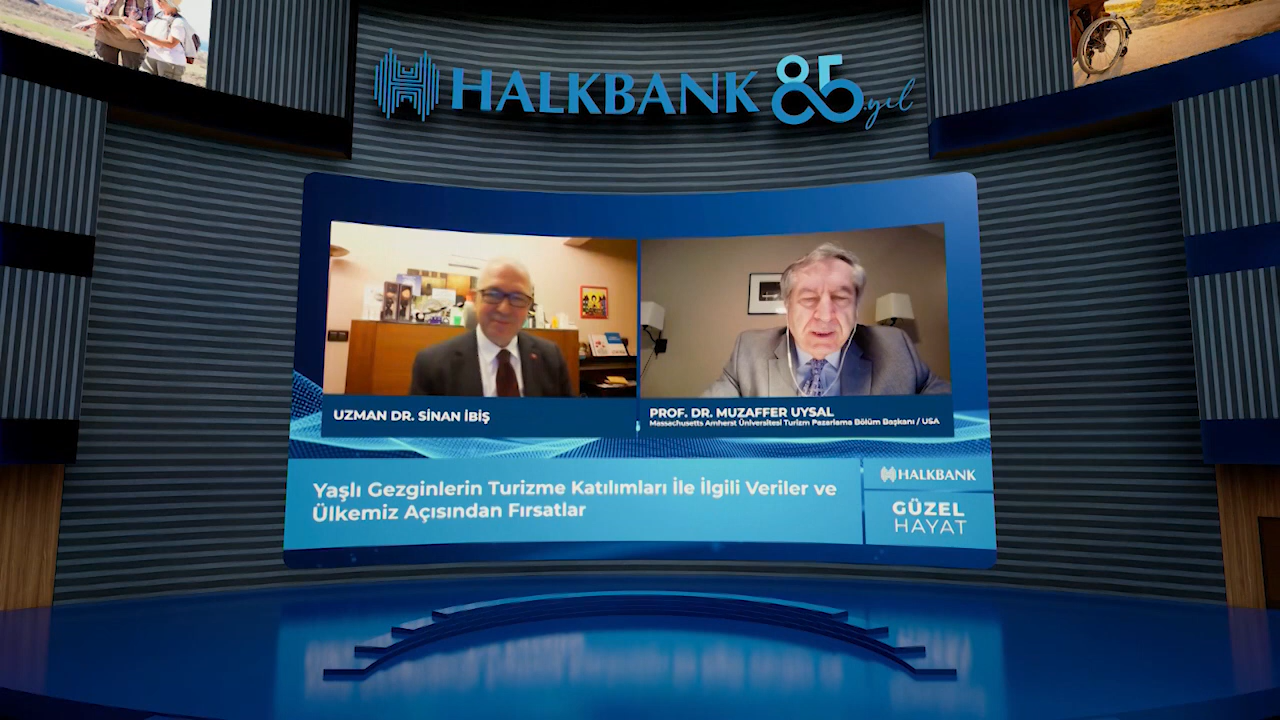 HALKBANK 85.yıl
UZMAN DR. SİNAN İBİŞ
PROF. DR. MUZAFFER UYSAL
Massachusetts Amherst Üniversitesi Turizm Pazarlama Bölüm Başkanı / USA
Yaşlı Gezginlerin Turizme Katılımları İle İlgili Veriler ve
Ülkemiz Açısından Fırsatlar
HALKBANK
GÜZEL
HAYAT